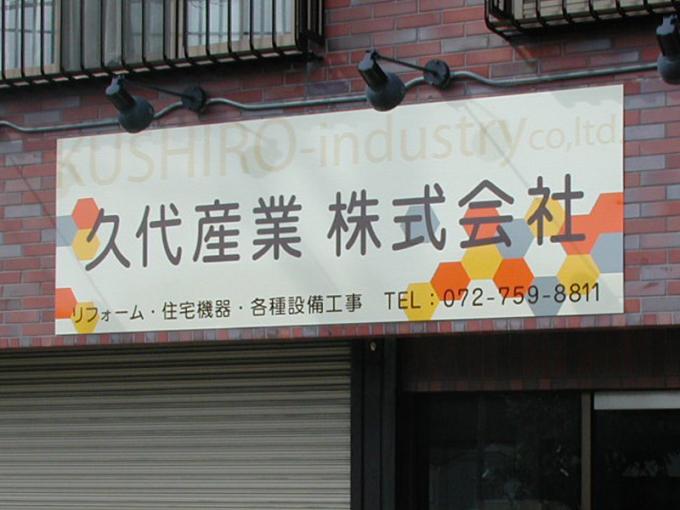 KUSHIRO-industry co,ltd.
久代産業 株式会社
リフォーム・住宅機器・各種設備工事 TEL：072-759-8811